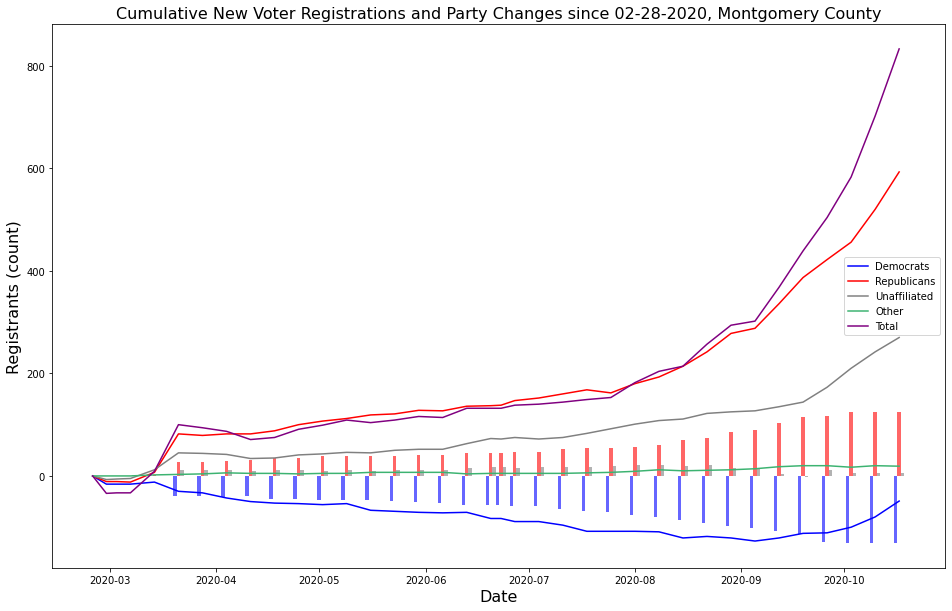 Cumulative New Voter Registrations and Party Changes since 02-28-2020, Montgomery County
Registrants (count)
800
600
400
200
0
Democrats
Republicans
Unaffiliated
Other
Total
2020-03
2020-04
2020-05
2020-06
2020-07
2020-08
2020-09
2020-10
Date